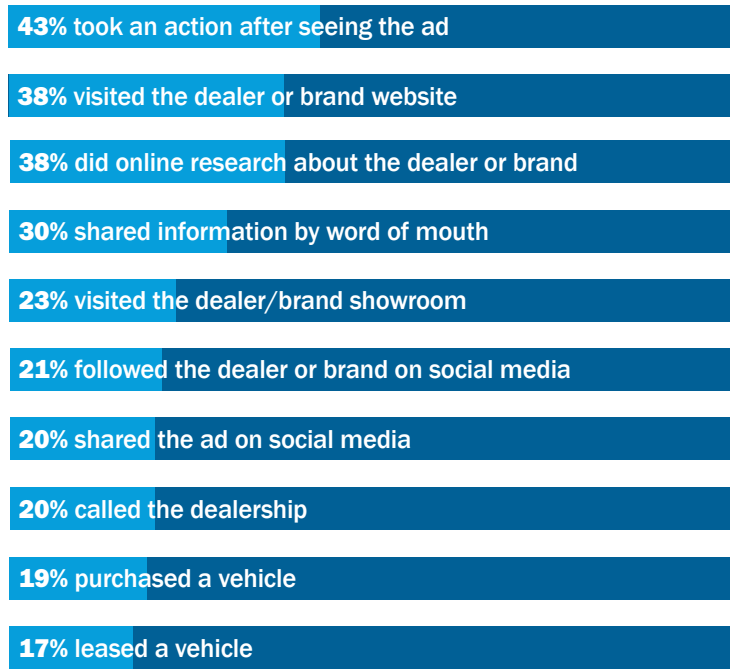 43% took an action after seeing the ad
38% visited the dealer or brand website
38% did online research about the dealer or brand
30% shared information by word of mouth
23% visited the dealer/brand showroom
21% followed the dealer or brand on social media
20% shared the ad on social media
20% called the dealership
19% purchased a vehicle
17% leased a vehicle